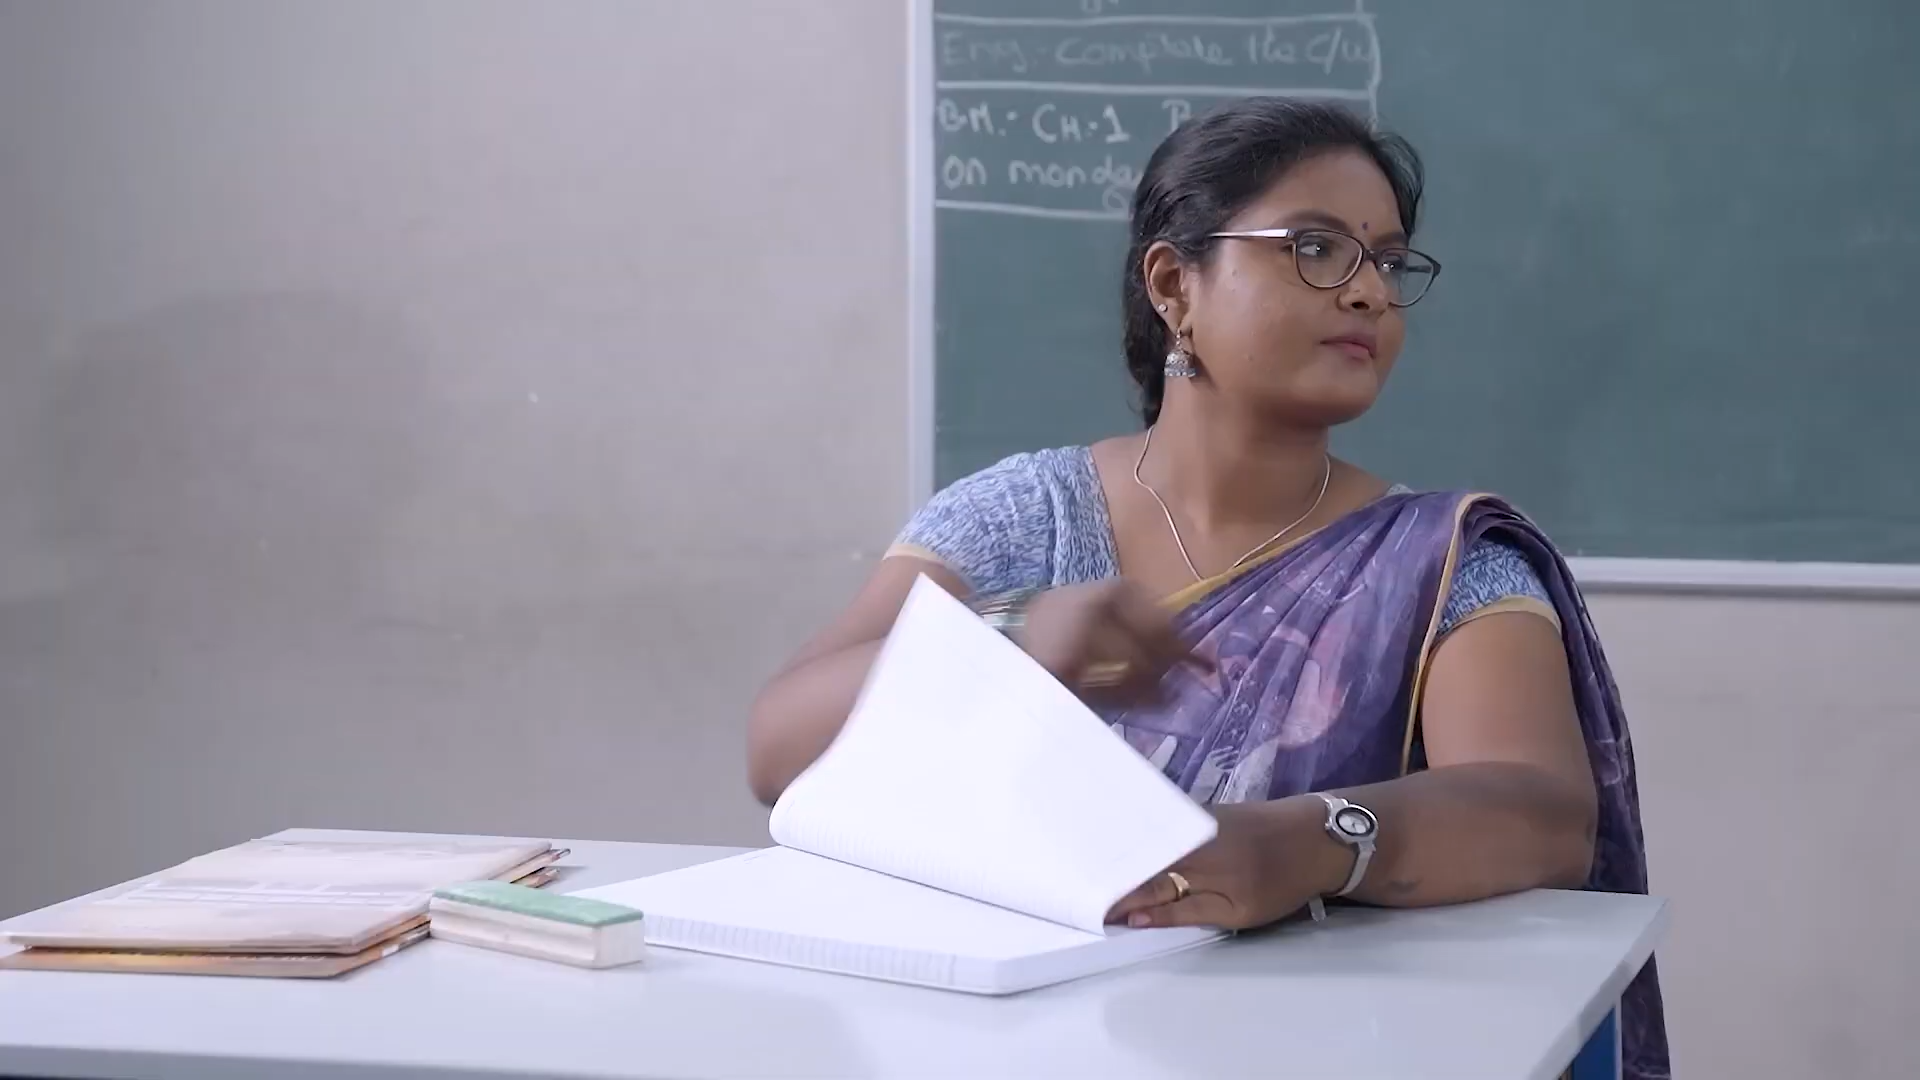 Eng.- Complete the C/W
B.M.:- CH.-1
on monday